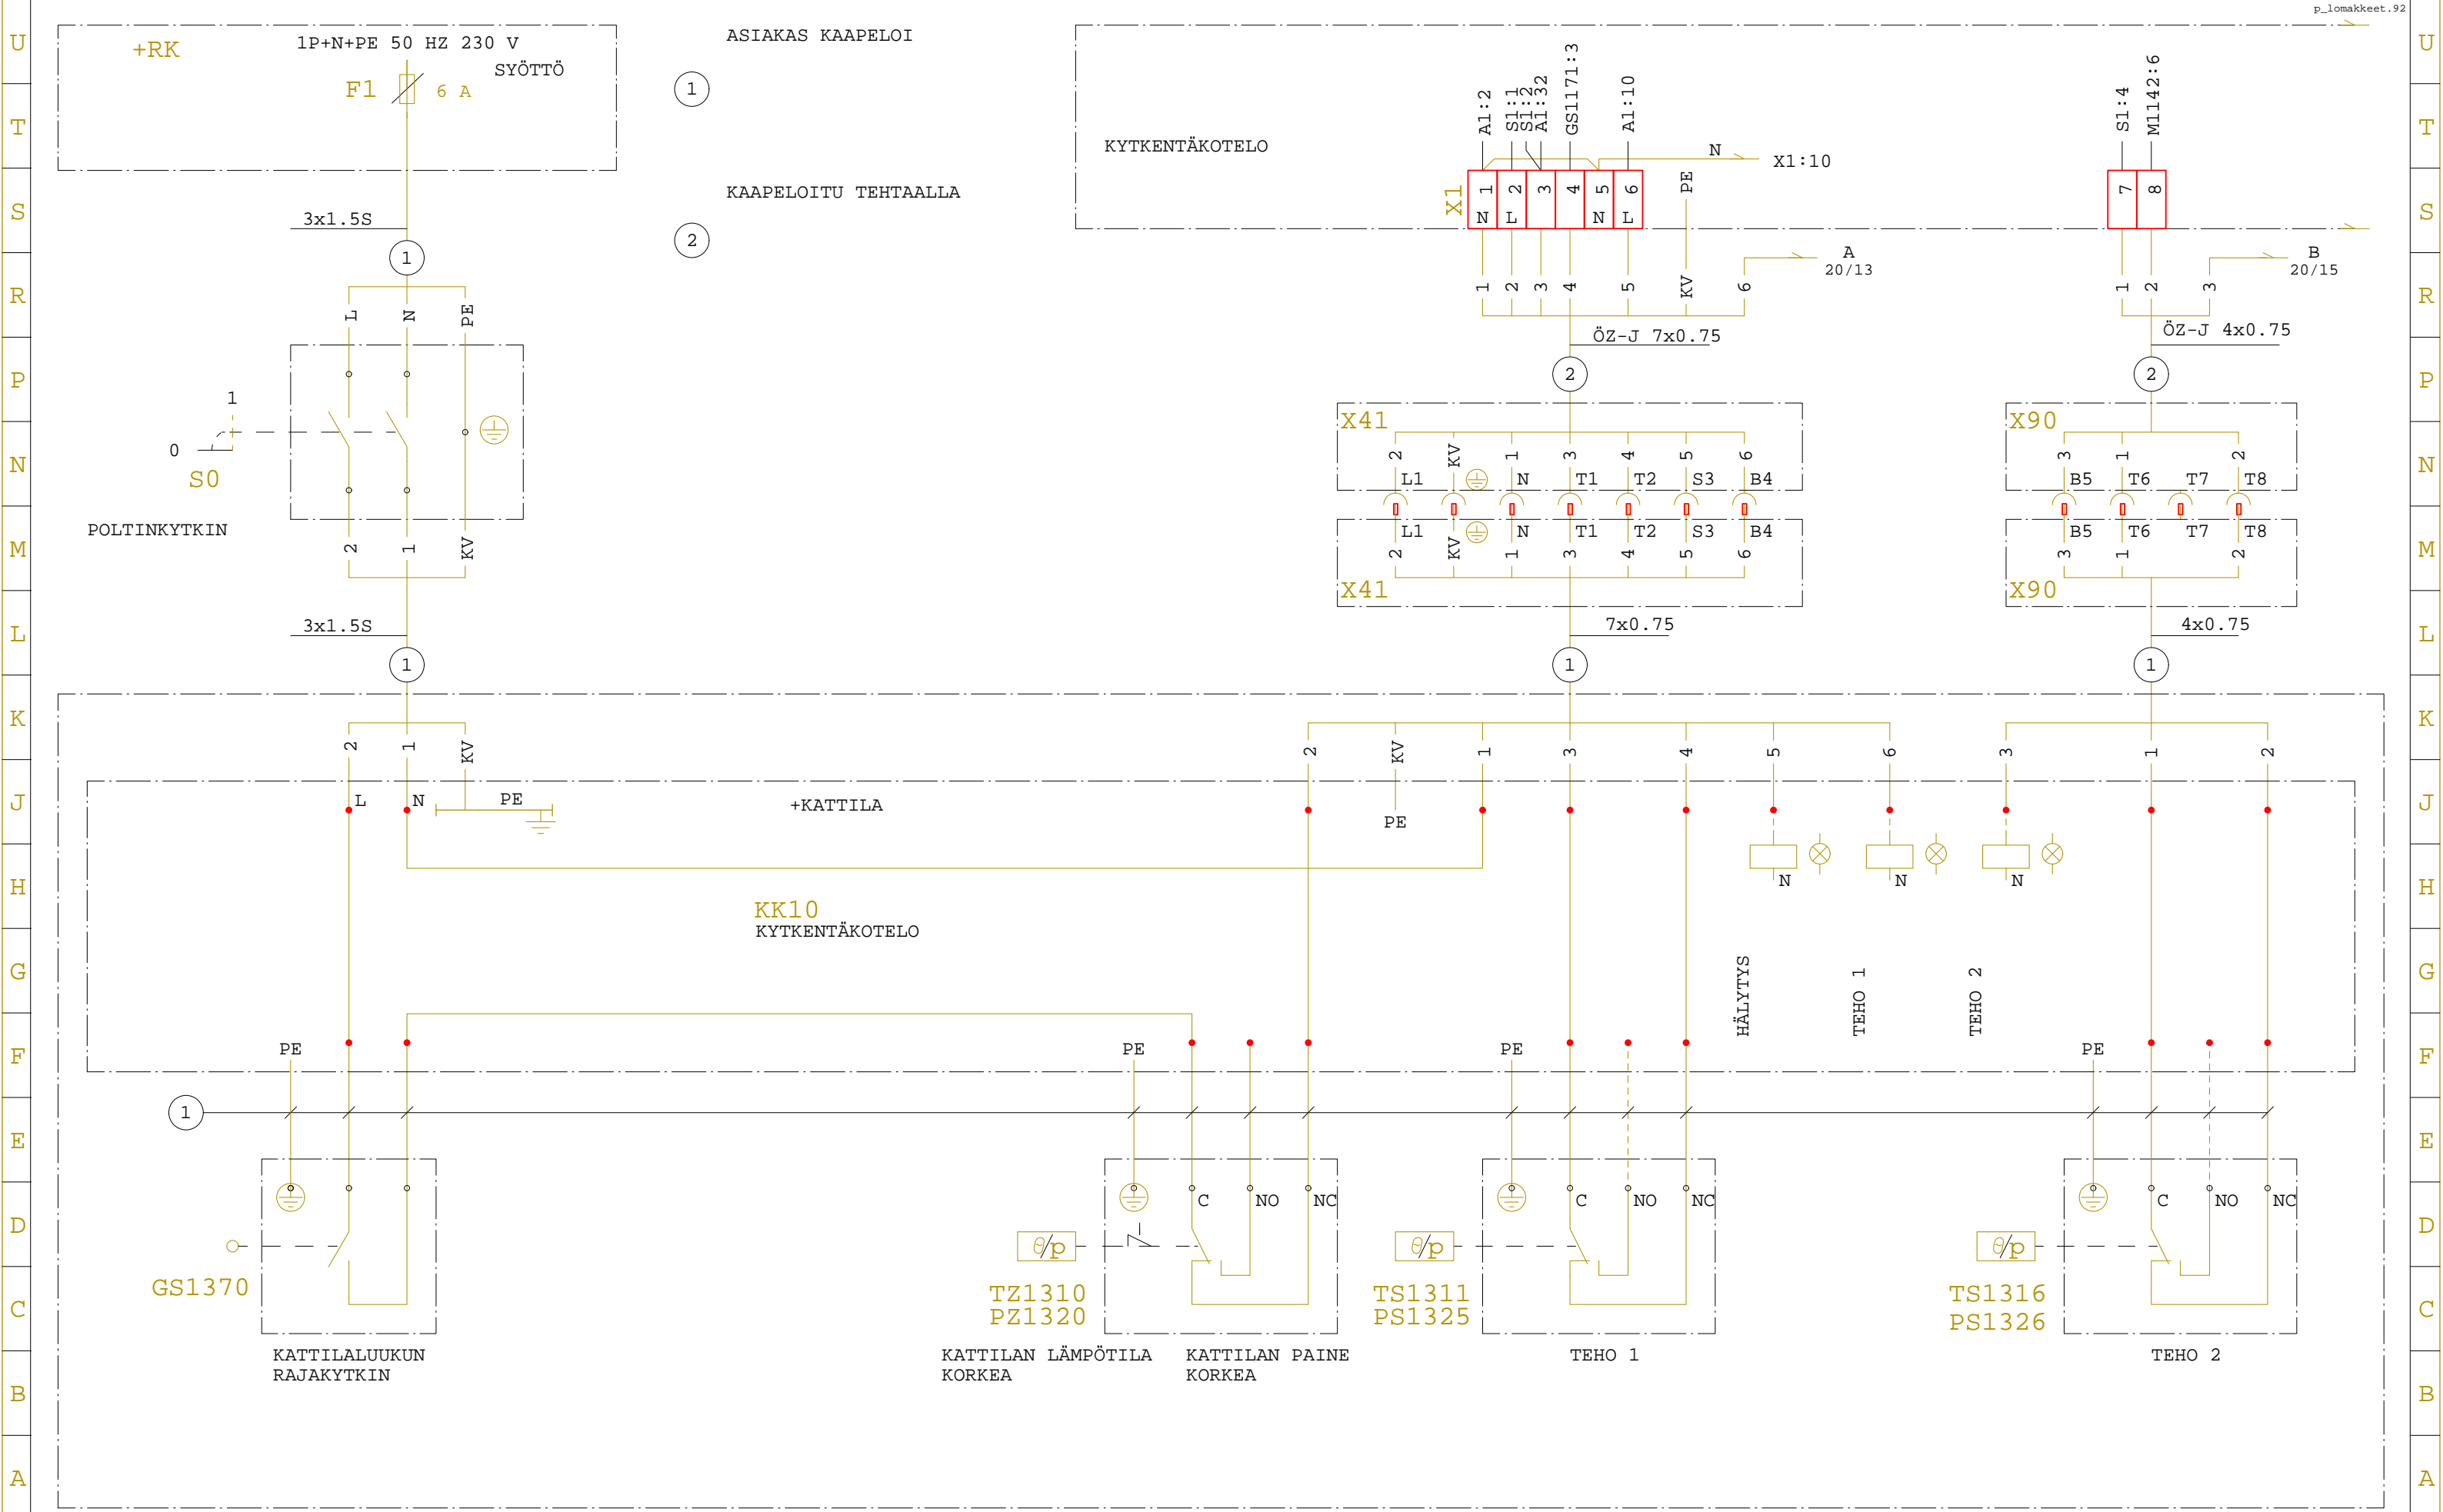 p_lomakkeet.92
U
+RK
1P+N+PE 50 HZ 230 V
SYÖTTÖ
F1
6 A
ASIAKAS KAAPELOI
1
KAAPELOITU TEHTAALLA
2
KYTKENTÄKOTELO
A1:2
S1:1
S1:2
A1:32
GS1171:3
A1:10
N
X1:10
S1:4
M1142:6
U
T
T
X1
1 2 3 4 5 6
N L N L
PE
7 8
S
S
3x1.5S
1
A
20/13
B
20/15
R
L N PE
1 2 3 4 5 KV 6
1 2 3
R
ÖZ-J 7x0.75
ÖZ-J 4x0.75
P
2
2
P
1
0
S0
POLTINKYTKIN
X41
X90
N
2 KV 1 3 4 5 6
3 1 2
N
L1 N T1 T2 S3 B4
B5 T6 T7 T8
L1 N T1 T2 S3 B4
B5 T6 T7 T8
M
2 1 KV
2 KV 1 3 4 5 6
3 1 2
M
X41
X90
L
3x1.5S
7x0.75
4x0.75
L
1
1
1
K
K
2 1 KV
2 KV 1 3 4 5 6
3 1 2
J
L N PE
+KATTILA
PE
J
H
N
N
N
H
KK10
KYTKENTÄKOTELO
G
HÄLYTYS
TEHO 1
TEHO 2
G
F
PE
PE
PE
PE
F
1
E
E
D
C NO NC
C NO NC
C NO NC
D
θ/p
θ/p
θ/p
GS1370
TZ1310
PZ1320
TS1311
PS1325
TS1316
PS1326
C
C
KATTILALUUKUN
RAJAKYTKIN
KATTILAN LÄMPÖTILA
KORKEA
KATTILAN PAINE
KORKEA
TEHO 1
TEHO 2
B
B
A
A